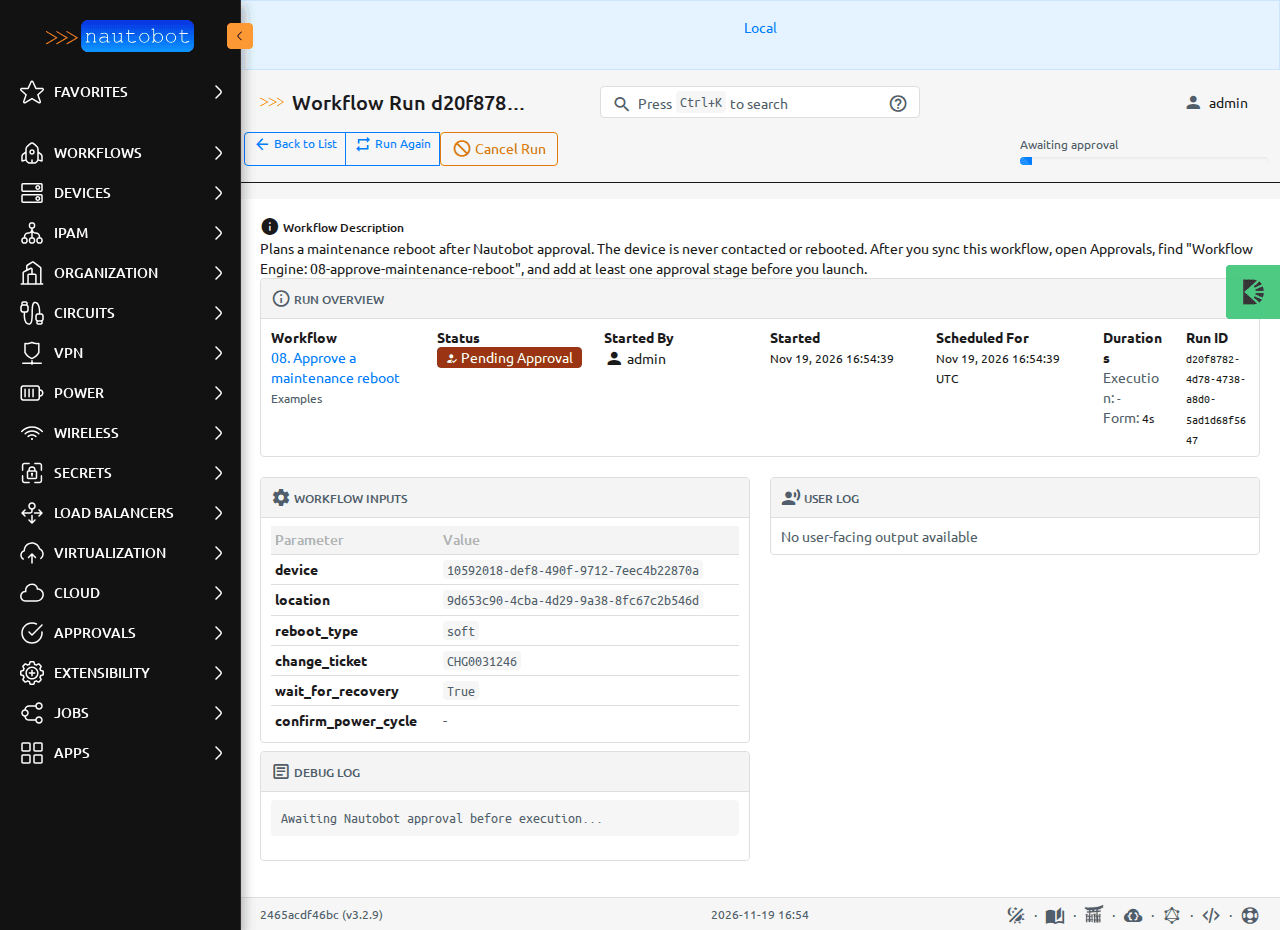 >>> nautobot
Local
FAVORITES
WORKFLOWS
DEVICES
IPAM
ORGANIZATION
CIRCUITS
VPN
POWER
WIRELESS
SECRETS
LOAD BALANCERS
VIRTUALIZATION
CLOUD
APPROVALS
EXTENSIBILITY
JOBS
APPS
>>> Workflow Run d20f878...
Press Ctrl+K to search
admin
Back to List
Run Again
Cancel Run
Awaiting approval
Workflow Description
Plans a maintenance reboot after Nautobot approval. The device is never contacted or rebooted. After you sync this workflow, open Approvals, find "Workflow
Engine: 08-approve-maintenance-reboot", and add at least one approval stage before you launch.
RUN OVERVIEW
Workflow
08. Approve a
maintenance reboot
Examples
Status
Pending Approval
Started By
admin
Started
Nov 19, 2026 16:54:39
Scheduled For
Nov 19, 2026 16:54:39
UTC
Duration
s
Executio
n: -
Form: 4s
Run ID
d20f8782-
4d78-4738-
a8d0-
5ad1d68f56
47
WORKFLOW INPUTS
Parameter Value
device 10592018-def8-490f-9712-7eec4b22870a
location 9d653c90-4cba-4d29-9a38-8fc67c2b546d
reboot_type soft
change_ticket CHG0031246
wait_for_recovery True
confirm_power_cycle -
USER LOG
No user-facing output available
DEBUG LOG
Awaiting Nautobot approval before execution...
2465acdf46bc (v3.2.9)
2026-11-19 16:54